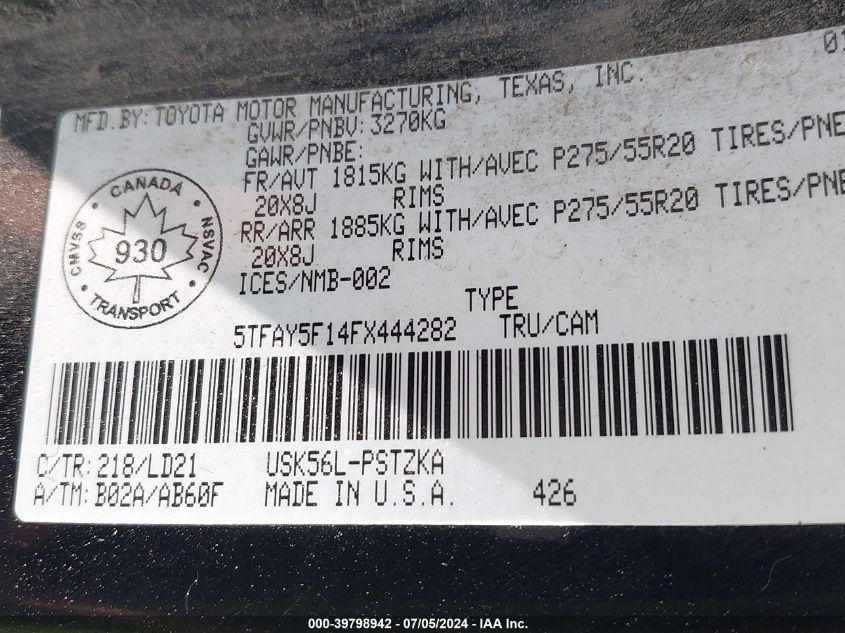 01
MFD.BY: TOYOTA MOTOR MANUFACTURING, TEXAS, INC.
GVWR/PNBV: 3270KG
GAWR/PNBE:
FR/AVT 1815KG WITH/AVEC P275/55R20 TIRES/PNE
20X8J RIMS
RR/ARR 1885KG WITH/AVEC P275/55R20 TIRES/PNE
20X8J RIMS
ICES/NMB-002
CANADA
CMVSS 930 NSVAC
TRANSPORT
TYPE
5TFAY5F14FX444282 TRU/CAM
C/TR: 218/LD21 USK56L-PSTZKA
A/TM: B02A/AB60F MADE IN U.S.A. 426
000-39798942 - 07/05/2024 - IAA Inc.